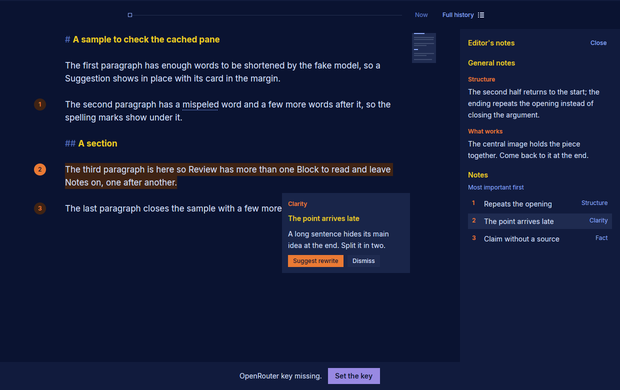 Now Full history
# A sample to check the cached pane
The first paragraph has enough words to be shortened by the fake model, so a
Suggestion shows in place with its card in the margin.
1 The second paragraph has a mispeled word and a few more words after it, so the
spelling marks show under it.
## A section
2 The third paragraph is here so Review has more than one Block to read and leave
Notes on, one after another.
3 The last paragraph closes the sample with a few more
Clarity
The point arrives late
A long sentence hides its main
idea at the end. Split it in two.
Suggest rewrite Dismiss
Editor's notes Close
General notes
Structure
The second half returns to the start; the
ending repeats the opening instead of
closing the argument.
What works
The central image holds the piece
together. Come back to it at the end.
Notes
Most important first
1 Repeats the opening Structure
2 The point arrives late Clarity
3 Claim without a source Fact
OpenRouter key missing. Set the key